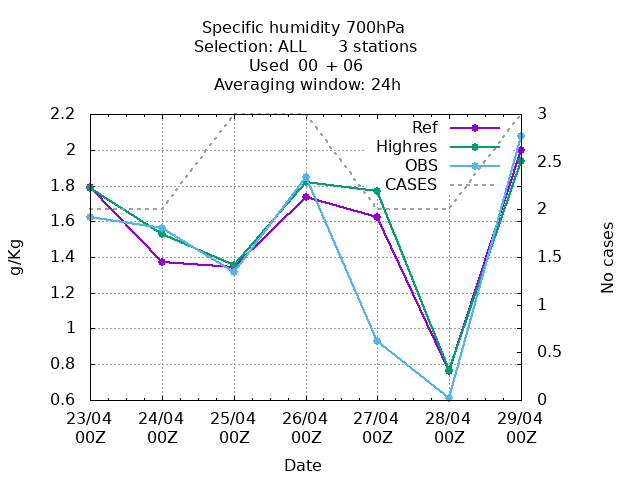 Specific humidity 700hPa
Selection: ALL 3 stations
Used 00 + 06
Averaging window: 24h
2.2
2
1.8
1.6
1.4
1.2
1
0.8
0.6
g/Kg
3
2.5
2
1.5
1
0.5
0
No cases
Ref
Highres
OBS
CASES
23/04 24/04 25/04 26/04 27/04 28/04 29/04
00Z 00Z 00Z 00Z 00Z 00Z 00Z
Date